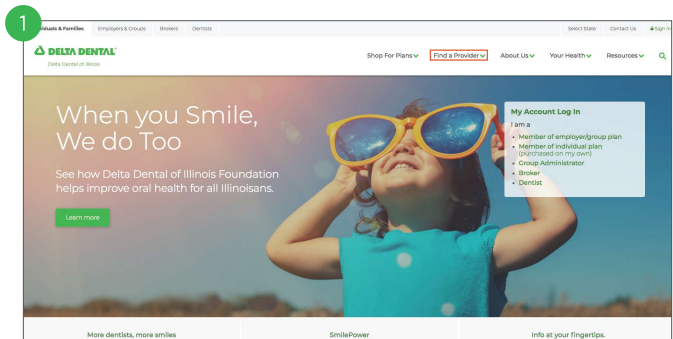 1
Individuals & Families Employers & Groups Brokers Dentists Select State Contact Us Sign In
DELTA DENTAL®
Delta Dental of Illinois
Shop For Plans Find a Provider About Us Your Health Resources
When you Smile,
We do Too
See how Delta Dental of Illinois Foundation
helps improve oral health for all Illinoisans.
Learn more
My Account Log In
I am a
• Member of employer/group plan
• Member of individual plan
(purchased on my own)
• Group Administrator
• Broker
• Dentist
More dentists, more smiles SmilePower Info at your fingertips.